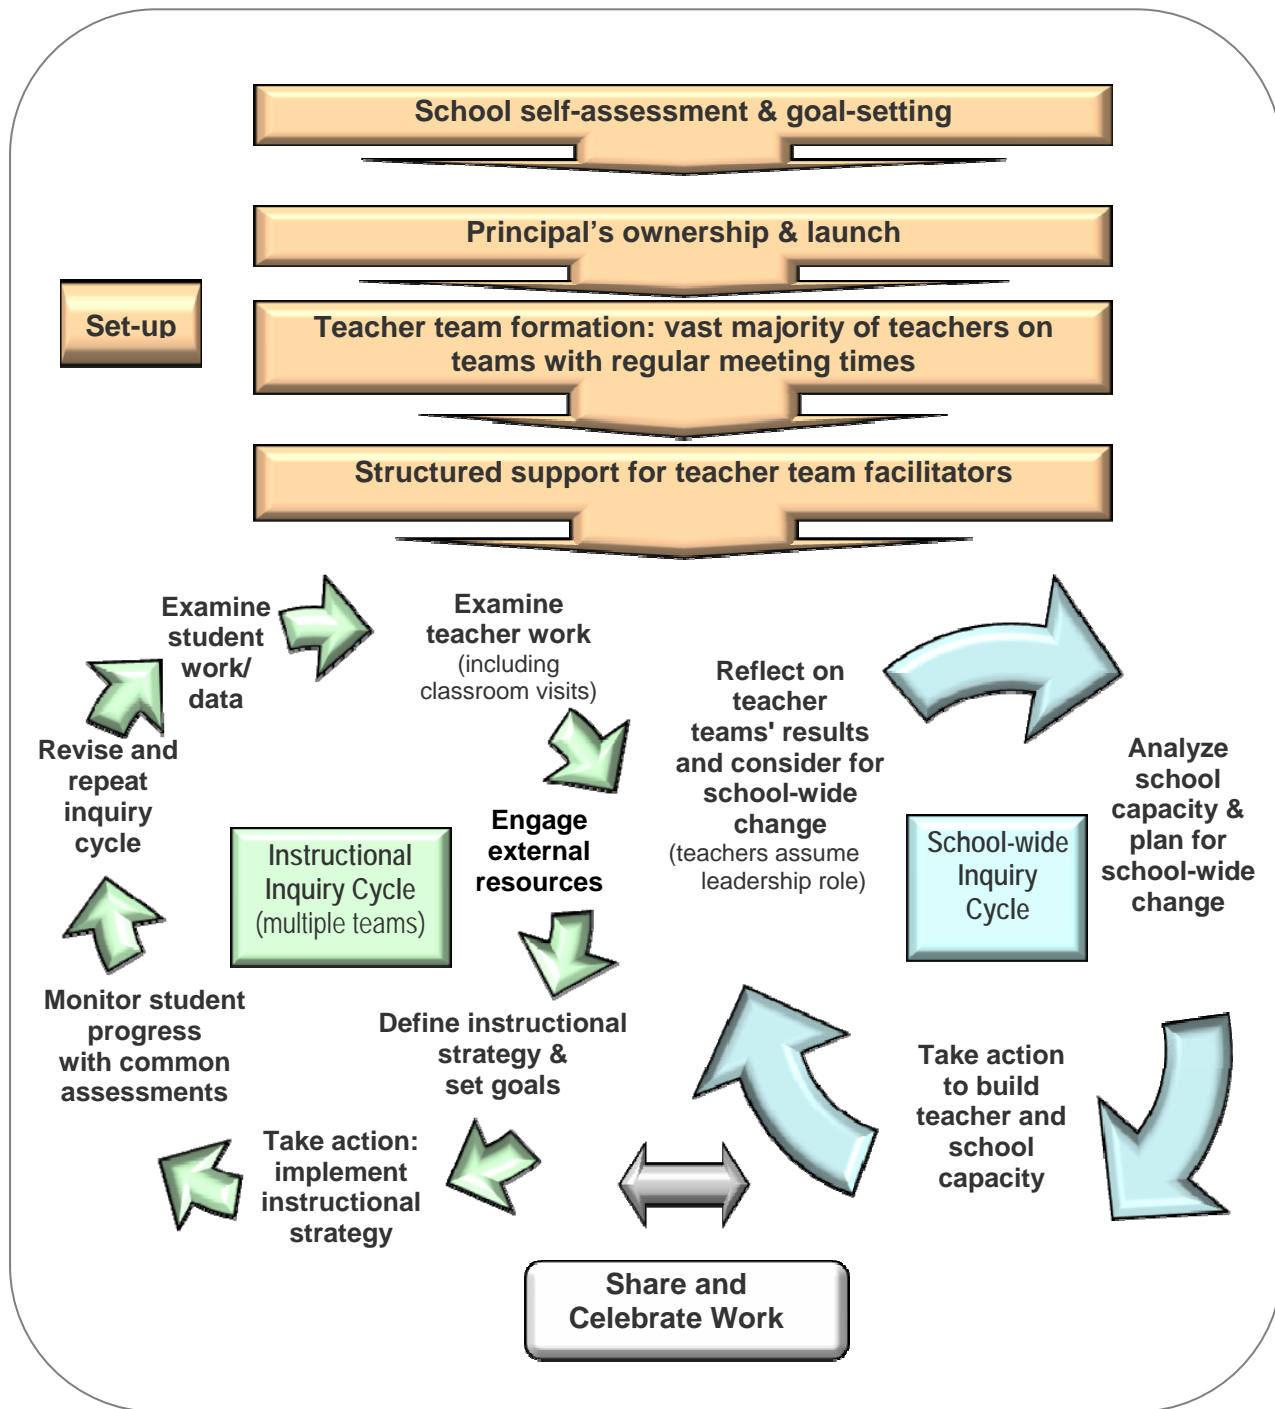 School self-assessment & goal-setting
Principal’s ownership & launch
Set-up
Teacher team formation: vast majority of teachers on
teams with regular meeting times
Structured support for teacher team facilitators
Examine
student
work/
data
Examine
teacher work
(including
classroom visits)
Engage
external
resources
Define instructional
strategy &
set goals
Take action:
implement
instructional
strategy
Monitor student
progress
with common
assessments
Revise and
repeat
inquiry
cycle
Instructional
Inquiry Cycle
(multiple teams)
Reflect on
teacher
teams' results
and consider for
school-wide
change
(teachers assume
leadership role)
Analyze
school
capacity &
plan for
school-wide
change
Take action
to build
teacher and
school
capacity
School-wide
Inquiry
Cycle
Share and
Celebrate Work